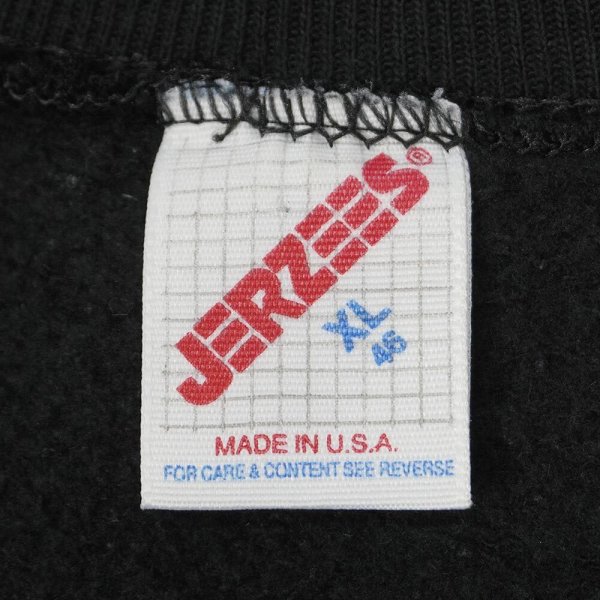 JERZEES®
XL
46
MADE IN U.S.A.
FOR CARE & CONTENT SEE REVERSE